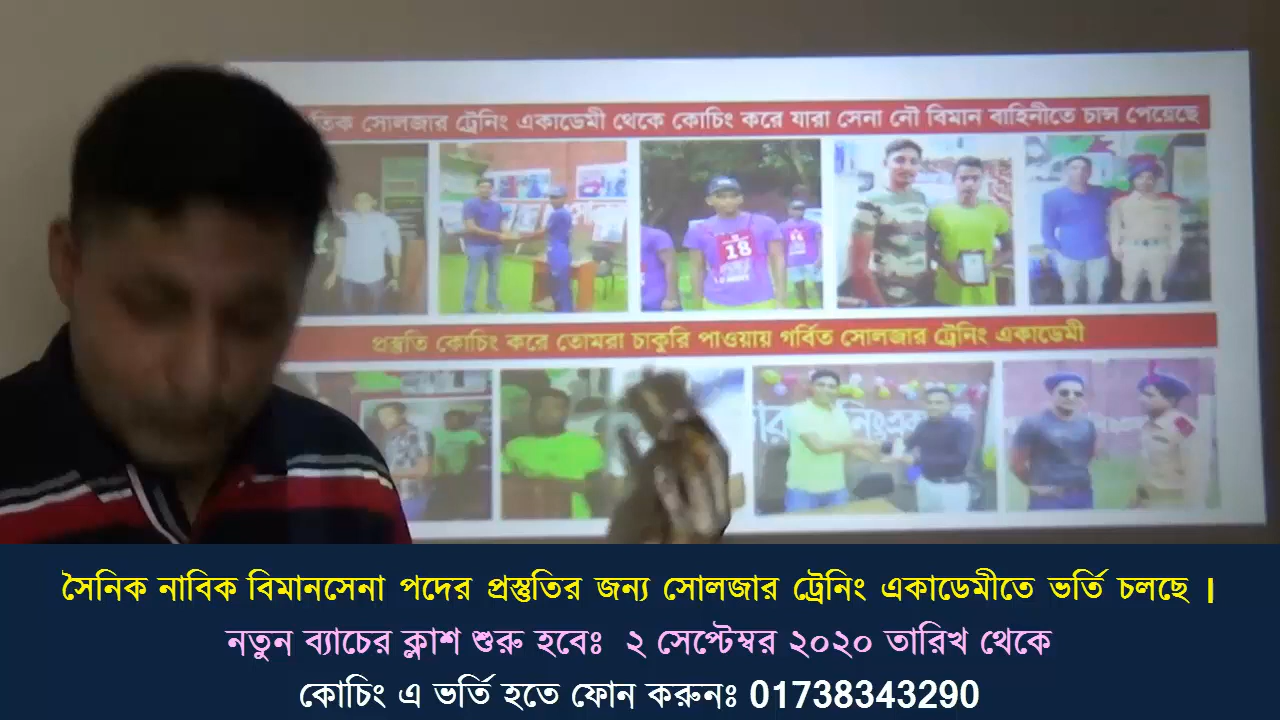 সোলজার ট্রেনিং একাডেমী থেকে কোচিং করে যারা সেনা নৌ বিমান বাহিনীতে চান্স পেয়েছে
18
প্রস্তুতি কোচিং করে তোমরা চাকুরি পাওয়ায় গর্বিত সোলজার ট্রেনিং একাডেমী
সৈনিক নাবিক বিমানসেনা পদের প্রস্তুতির জন্য সোলজার ট্রেনিং একাডেমীতে ভর্তি চলছে ।
নতুন ব্যাচের ক্লাশ শুরু হবেঃ ২ সেপ্টেম্বর ২০২০ তারিখ থেকে
কোচিং এ ভর্তি হতে ফোন করুনঃ 01738343290